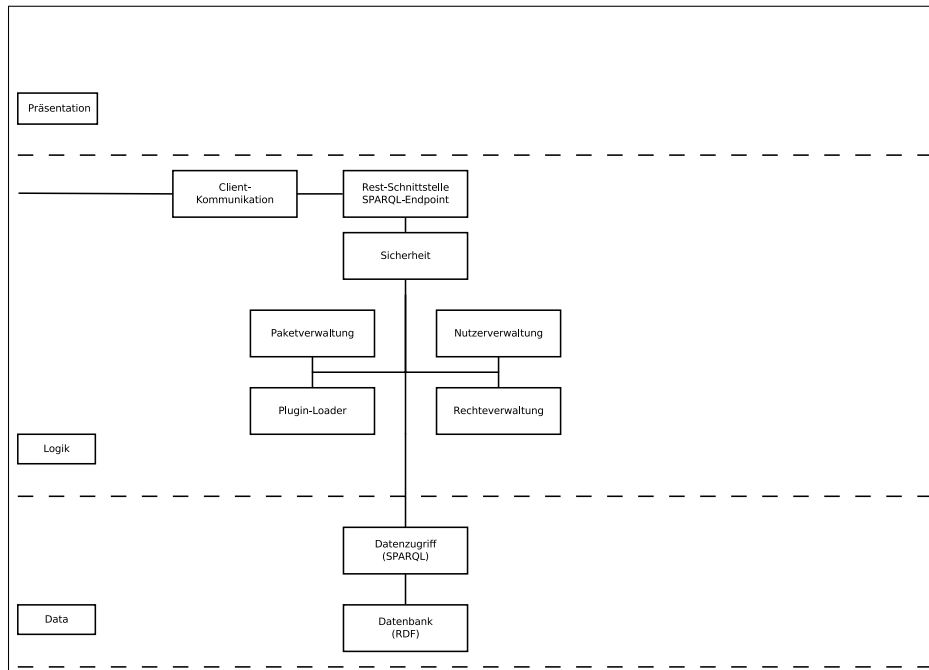 Präsentation
Client-
Kommunikation
Rest-Schnittstelle
SPARQL-Endpoint
Sicherheit
Paketverwaltung
Nutzerverwaltung
Plugin-Loader
Rechteverwaltung
Logik
Datenzugriff
(SPARQL)
Data
Datenbank
(RDF)